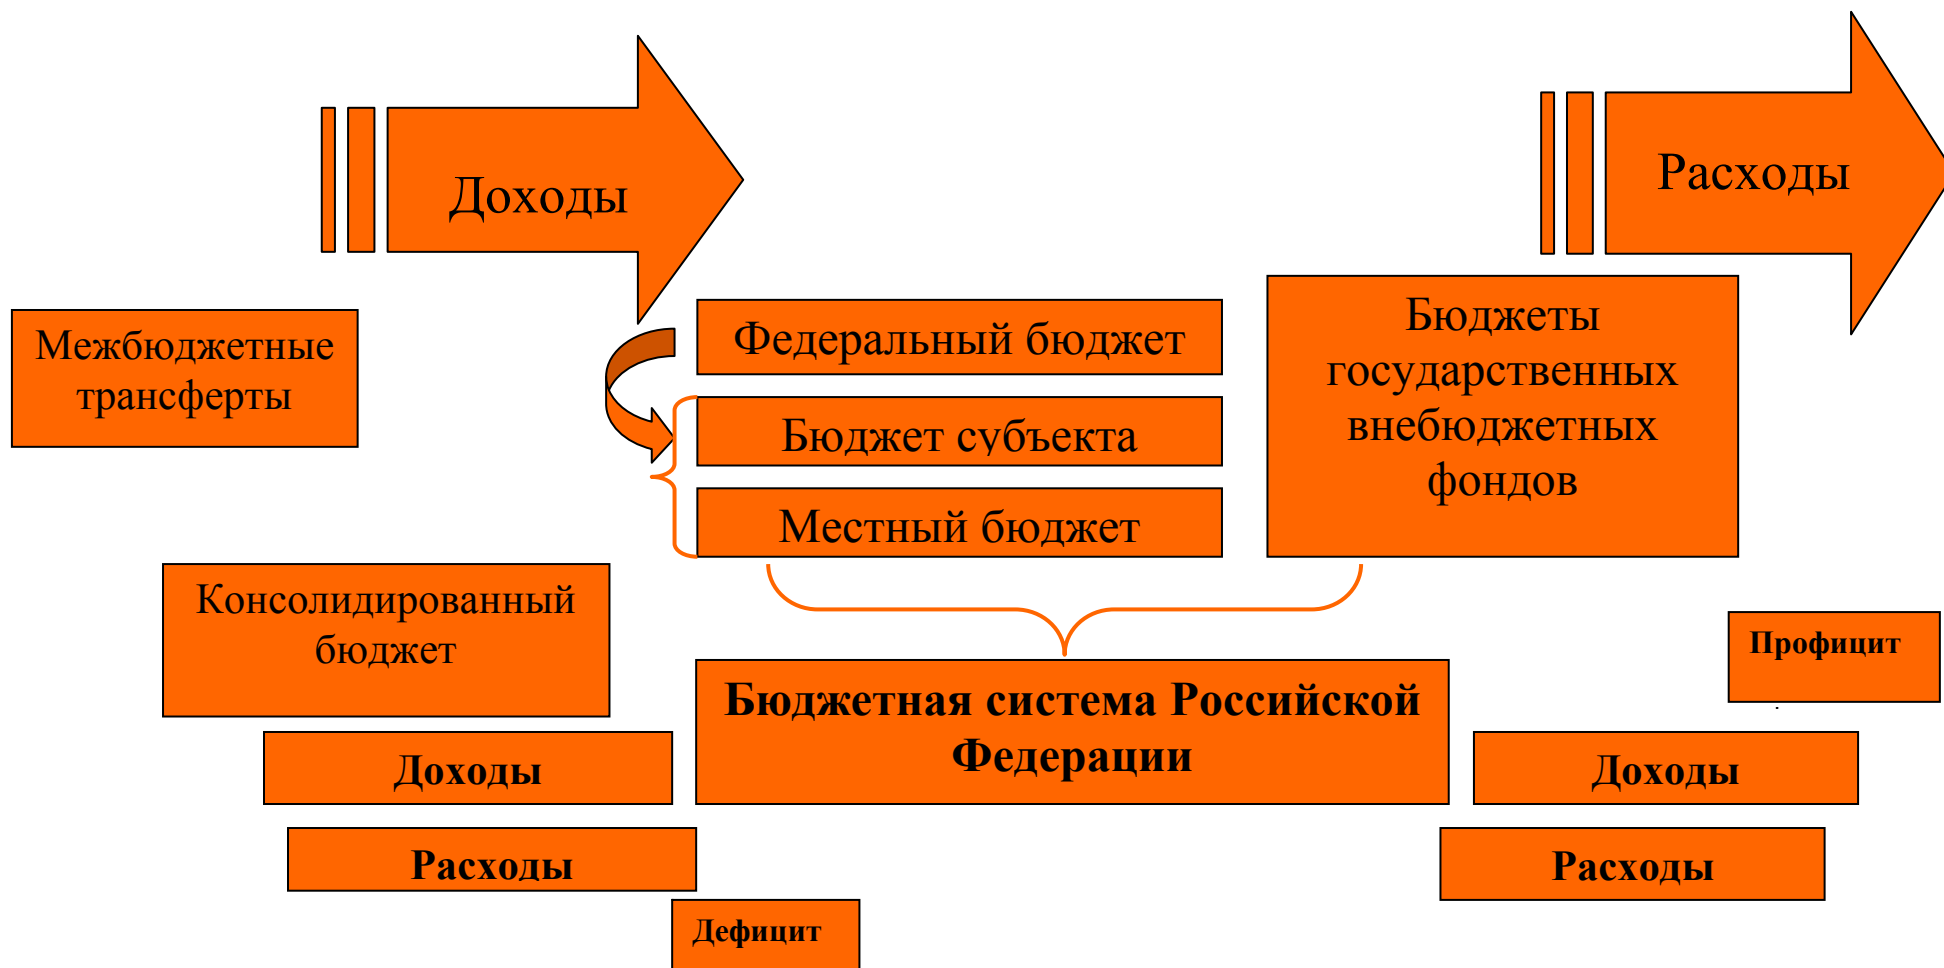 Доходы
Расходы
Межбюджетные
трансферты
Федеральный бюджет
Бюджет субъекта
Местный бюджет
Бюджеты
государственных
внебюджетных
фондов
Консолидированный
бюджет
Профицит
Бюджетная система Российской
Федерации
Доходы
Расходы
Дефицит
Доходы
Расходы